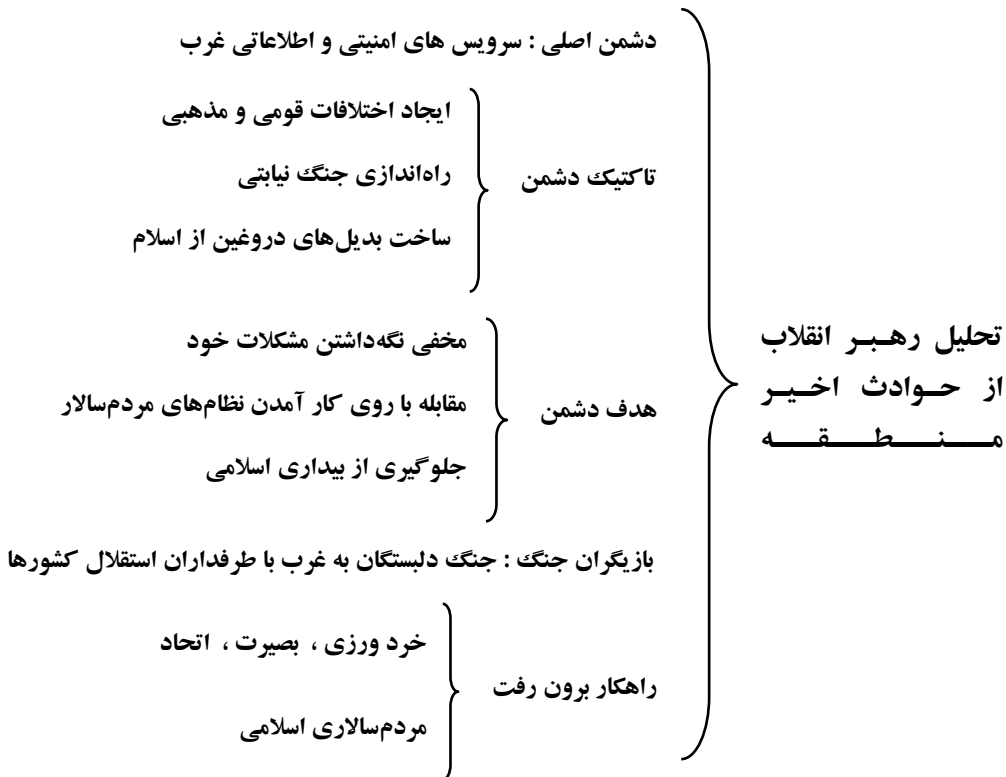 تحلیل رهبر انقلاب
از حوادث اخیر
منطقه
دشمن اصلی : سرویس های امنیتی و اطلاعاتی غرب
تاکتیک دشمن
ایجاد اختلافات قومی و مذهبی
راه‌اندازی جنگ نیابتی
ساخت بدیل‌های دروغین از اسلام
هدف دشمن
مخفی نگه‌داشتن مشکلات خود
مقابله با روی کار آمدن نظام‌های مردم‌سالار
جلوگیری از بیداری اسلامی
بازیگران جنگ : جنگ دلبستگان به غرب با طرفداران استقلال کشورها
راهکار برون رفت
خرد ورزی ، بصیرت ، اتحاد
مردم‌سالاری اسلامی